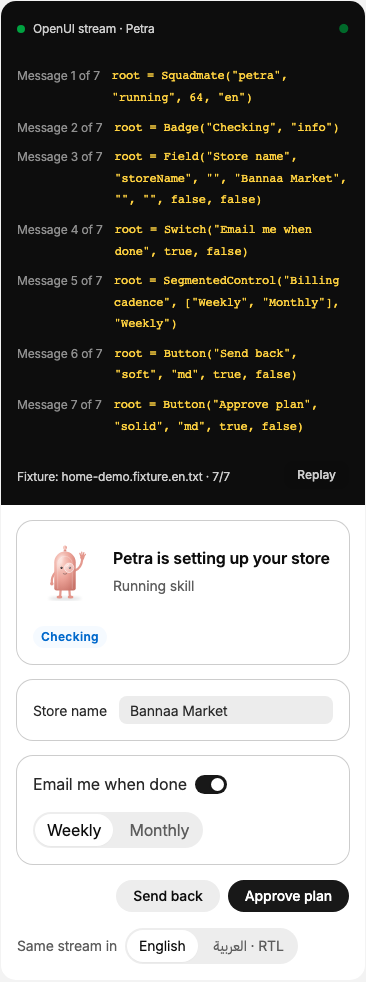 OpenUI stream · Petra
Message 1 of 7 root = Squadmate("petra",
"running", 64, "en")
Message 2 of 7 root = Badge("Checking", "info")
Message 3 of 7 root = Field("Store name",
"storeName", "", "Bannaa Market",
"", "", false, false)
Message 4 of 7 root = Switch("Email me when
done", true, false)
Message 5 of 7 root = SegmentedControl("Billing
cadence", ["Weekly", "Monthly"],
"Weekly")
Message 6 of 7 root = Button("Send back",
"soft", "md", true, false)
Message 7 of 7 root = Button("Approve plan",
"solid", "md", true, false)
Fixture: home-demo.fixture.en.txt · 7/7 Replay
Petra is setting up your store
Running skill
Checking
Store name Bannaa Market
Email me when done
Weekly Monthly
Send back Approve plan
Same stream in English العربية · RTL